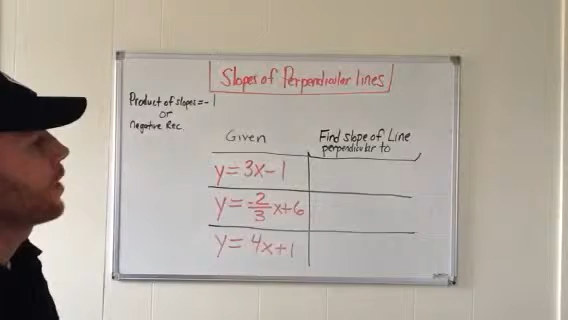 Slopes of Perpendicular lines
Product of slopes = -1
or
negative Rec.
Given
Find slope of Line
perpendicular to
y = 3x - 1
y = -2/3 x + 6
y = 4x + 1